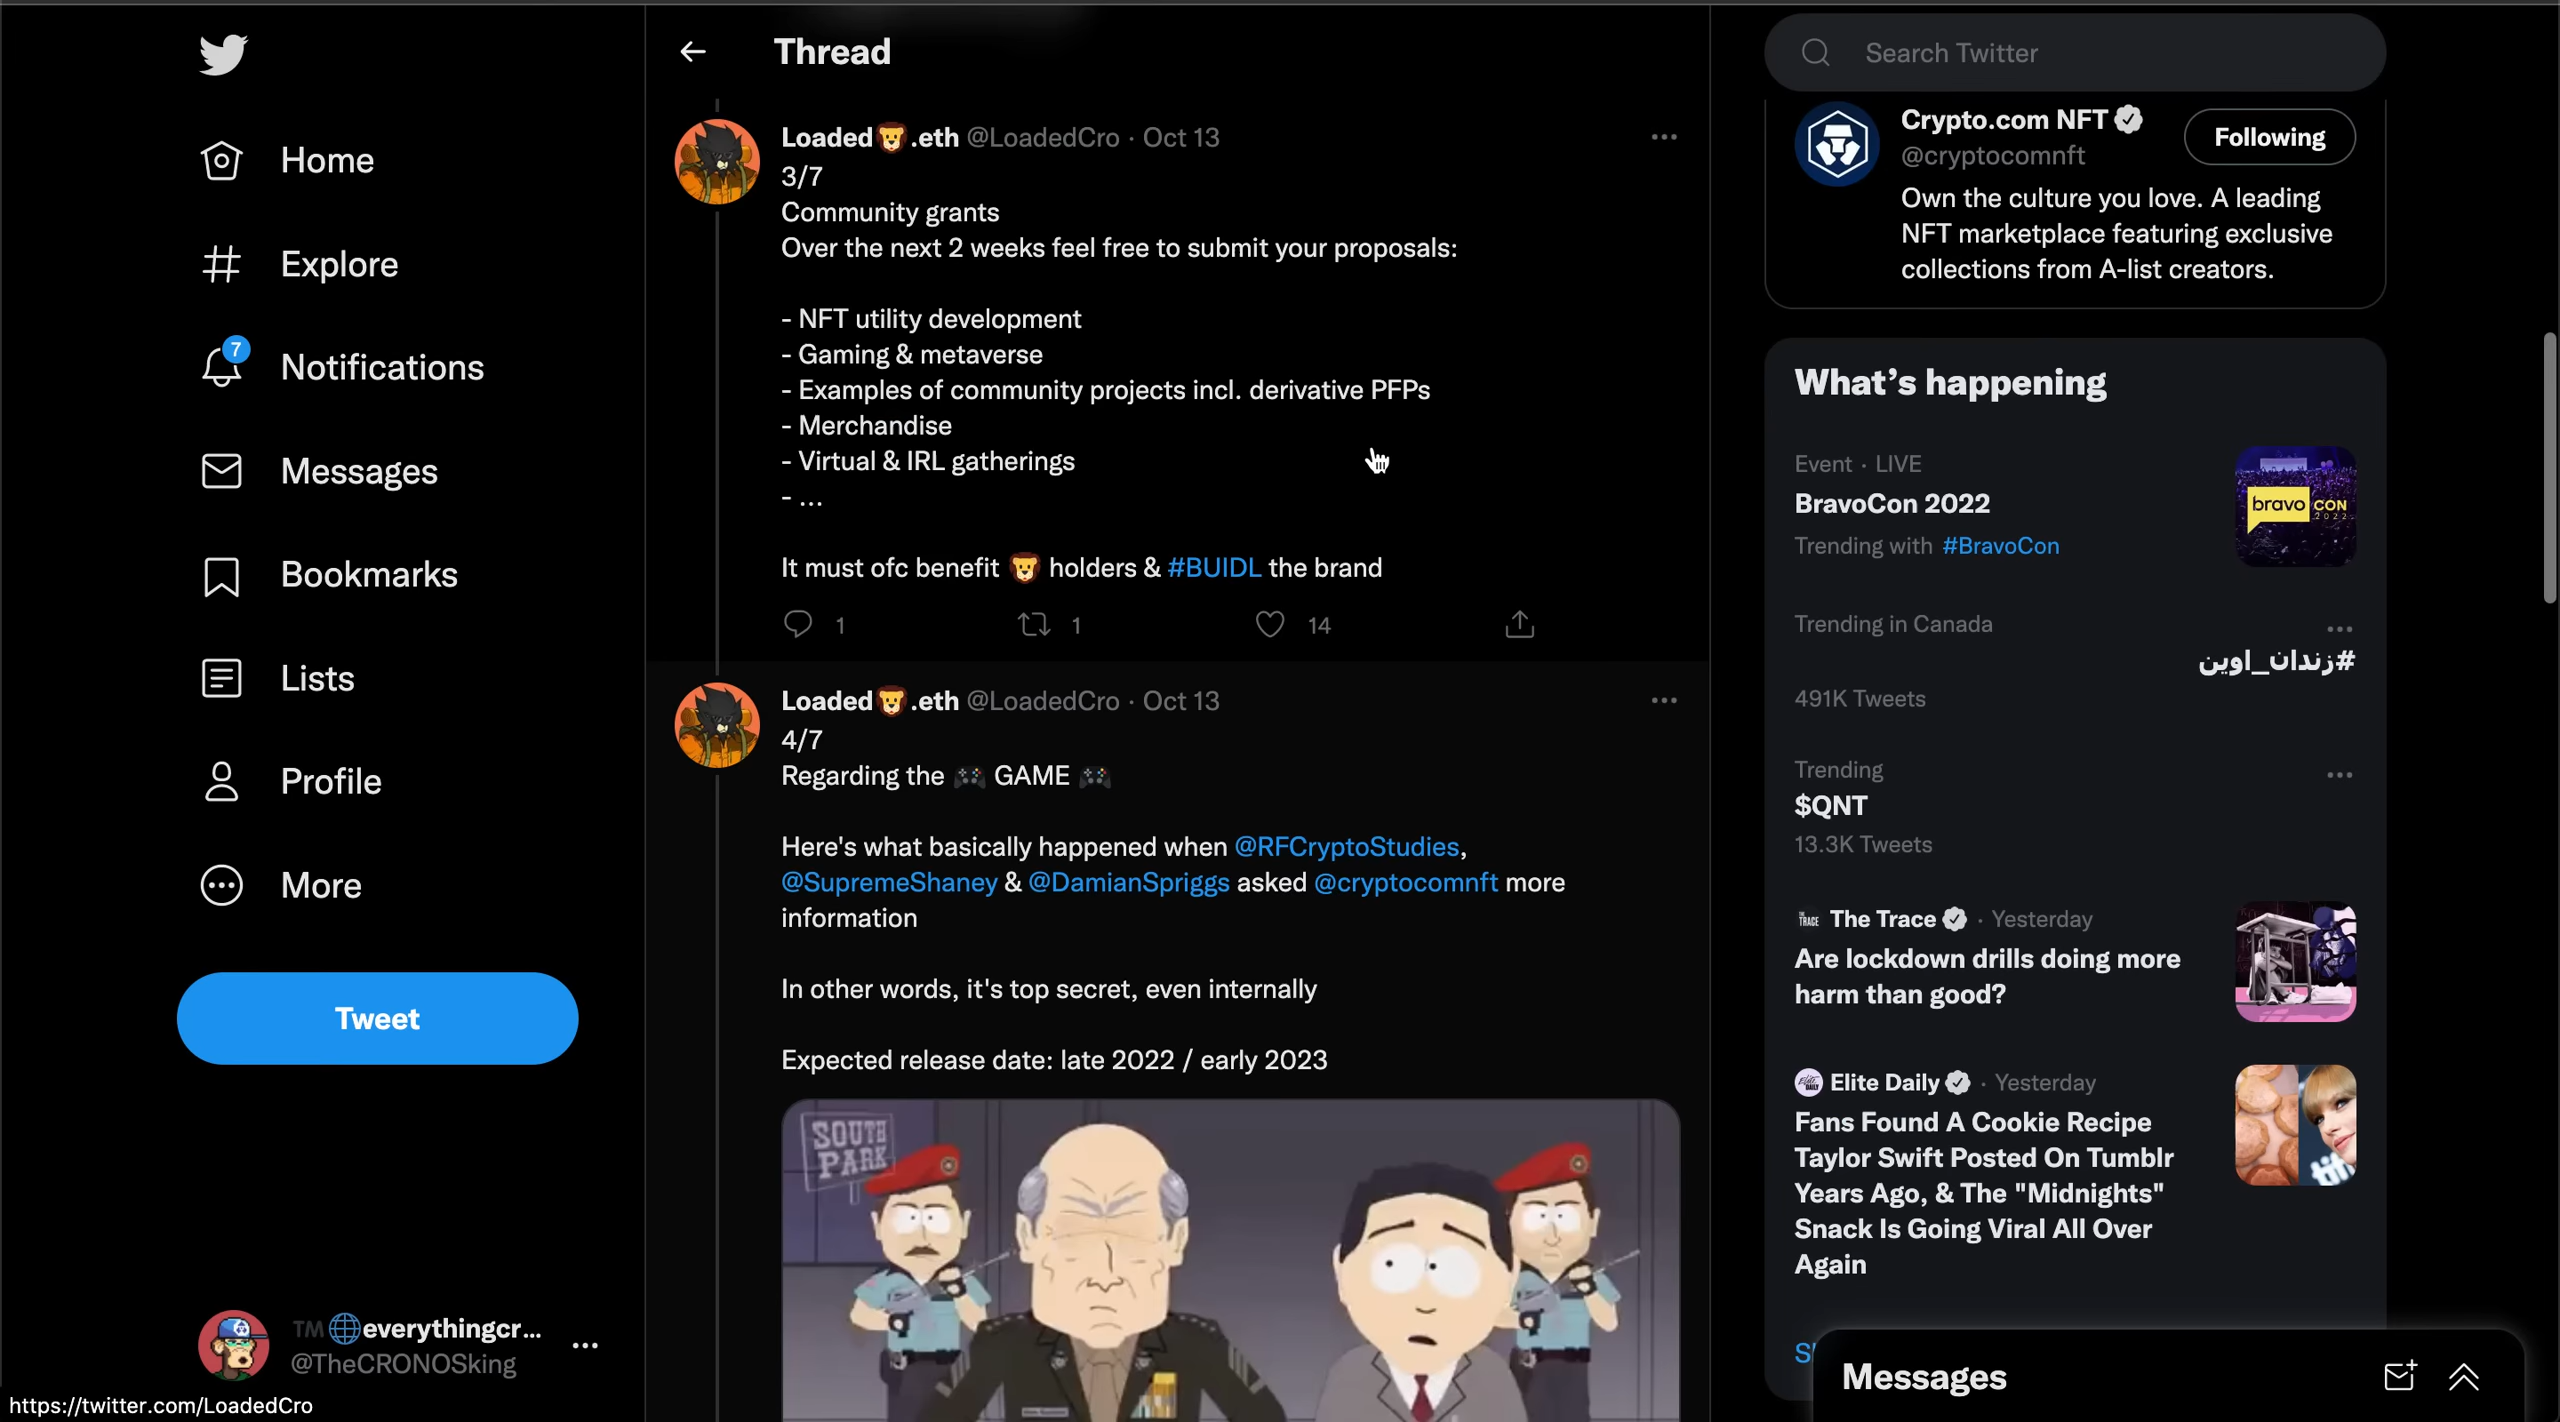 Home
Explore
7
Notifications
Messages
Bookmarks
Lists
Profile
More
Tweet
TM🌐everythingcr...
@TheCRONOSking
https://twitter.com/LoadedCro
Thread
Loaded🦁.eth @LoadedCro · Oct 13
3/7
Community grants
Over the next 2 weeks feel free to submit your proposals:
- NFT utility development
- Gaming & metaverse
- Examples of community projects incl. derivative PFPs
- Merchandise
- Virtual & IRL gatherings
- ...
It must ofc benefit 🦁 holders & #BUIDL the brand
1 1 14
Loaded🦁.eth @LoadedCro · Oct 13
4/7
Regarding the 🎮 GAME 🎮
Here's what basically happened when @RFCryptoStudies,
@SupremeShaney & @DamianSpriggs asked @cryptocomnft more
information
In other words, it's top secret, even internally
Expected release date: late 2022 / early 2023
SOUTH
PARK
Search Twitter
Crypto.com NFT
@cryptocomnft
Following
Own the culture you love. A leading
NFT marketplace featuring exclusive
collections from A-list creators.
What's happening
Event · LIVE
BravoCon 2022
Trending with #BravoCon
bravo CON
2022
Trending in Canada
#زندان_اوین
491K Tweets
Trending
$QNT
13.3K Tweets
THE
TRACE
The Trace · Yesterday
Are lockdown drills doing more
harm than good?
Elite Daily · Yesterday
Fans Found A Cookie Recipe
Taylor Swift Posted On Tumblr
Years Ago, & The "Midnights"
Snack Is Going Viral All Over
Again
tiff
Messages